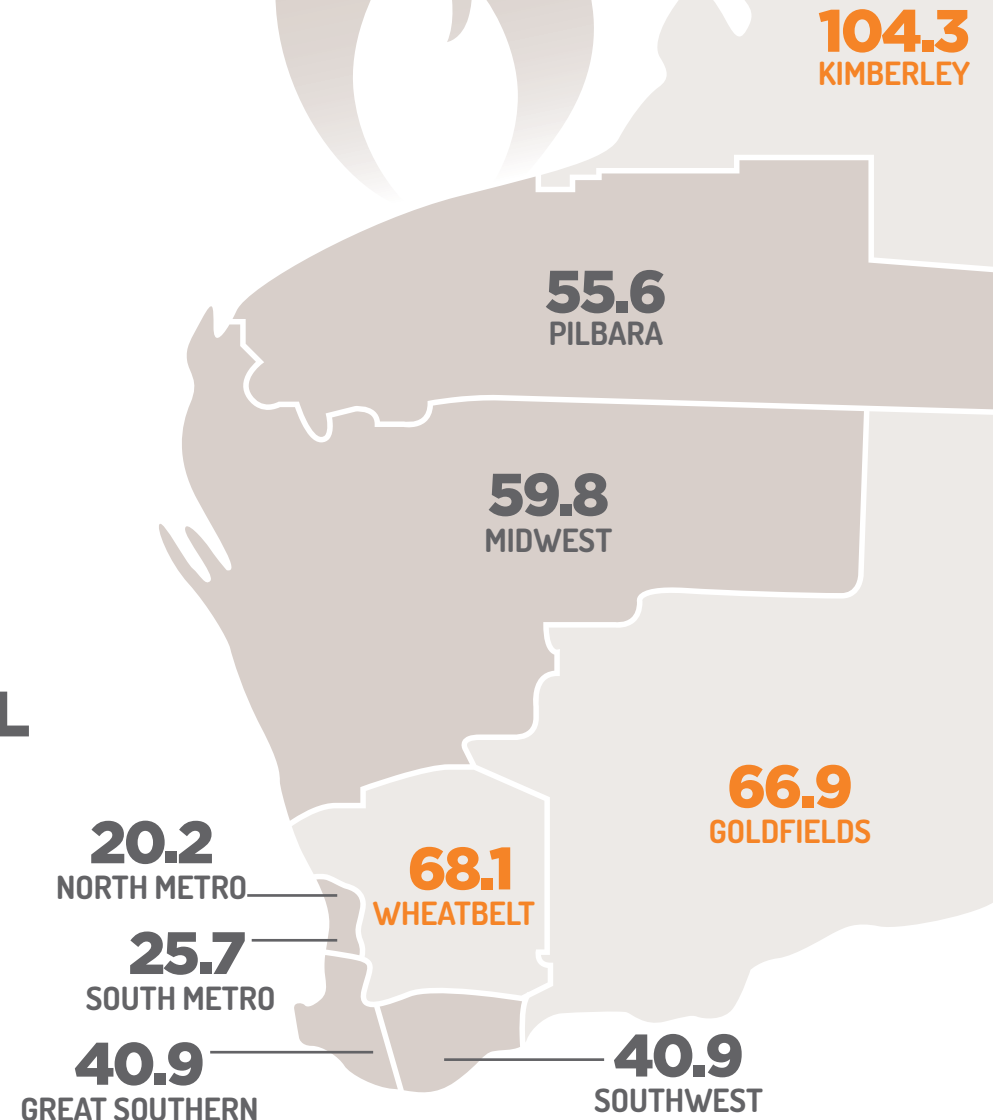 104.3
KIMBERLEY
55.6
PILBARA
59.8
MIDWEST
L
66.9
GOLDFIELDS
20.2
NORTH METRO
68.1
WHEATBELT
25.7
SOUTH METRO
40.9
GREAT SOUTHERN
40.9
SOUTHWEST